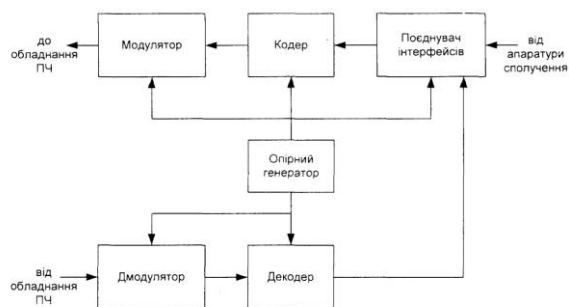 до
обладнання
ПЧ
Модулятор
Кодер
Поєднувач
інтерфейсів
від
апаратури
сполучення
Опірний
генератор
від
обладнання
ПЧ
Дмодулятор
Декодер